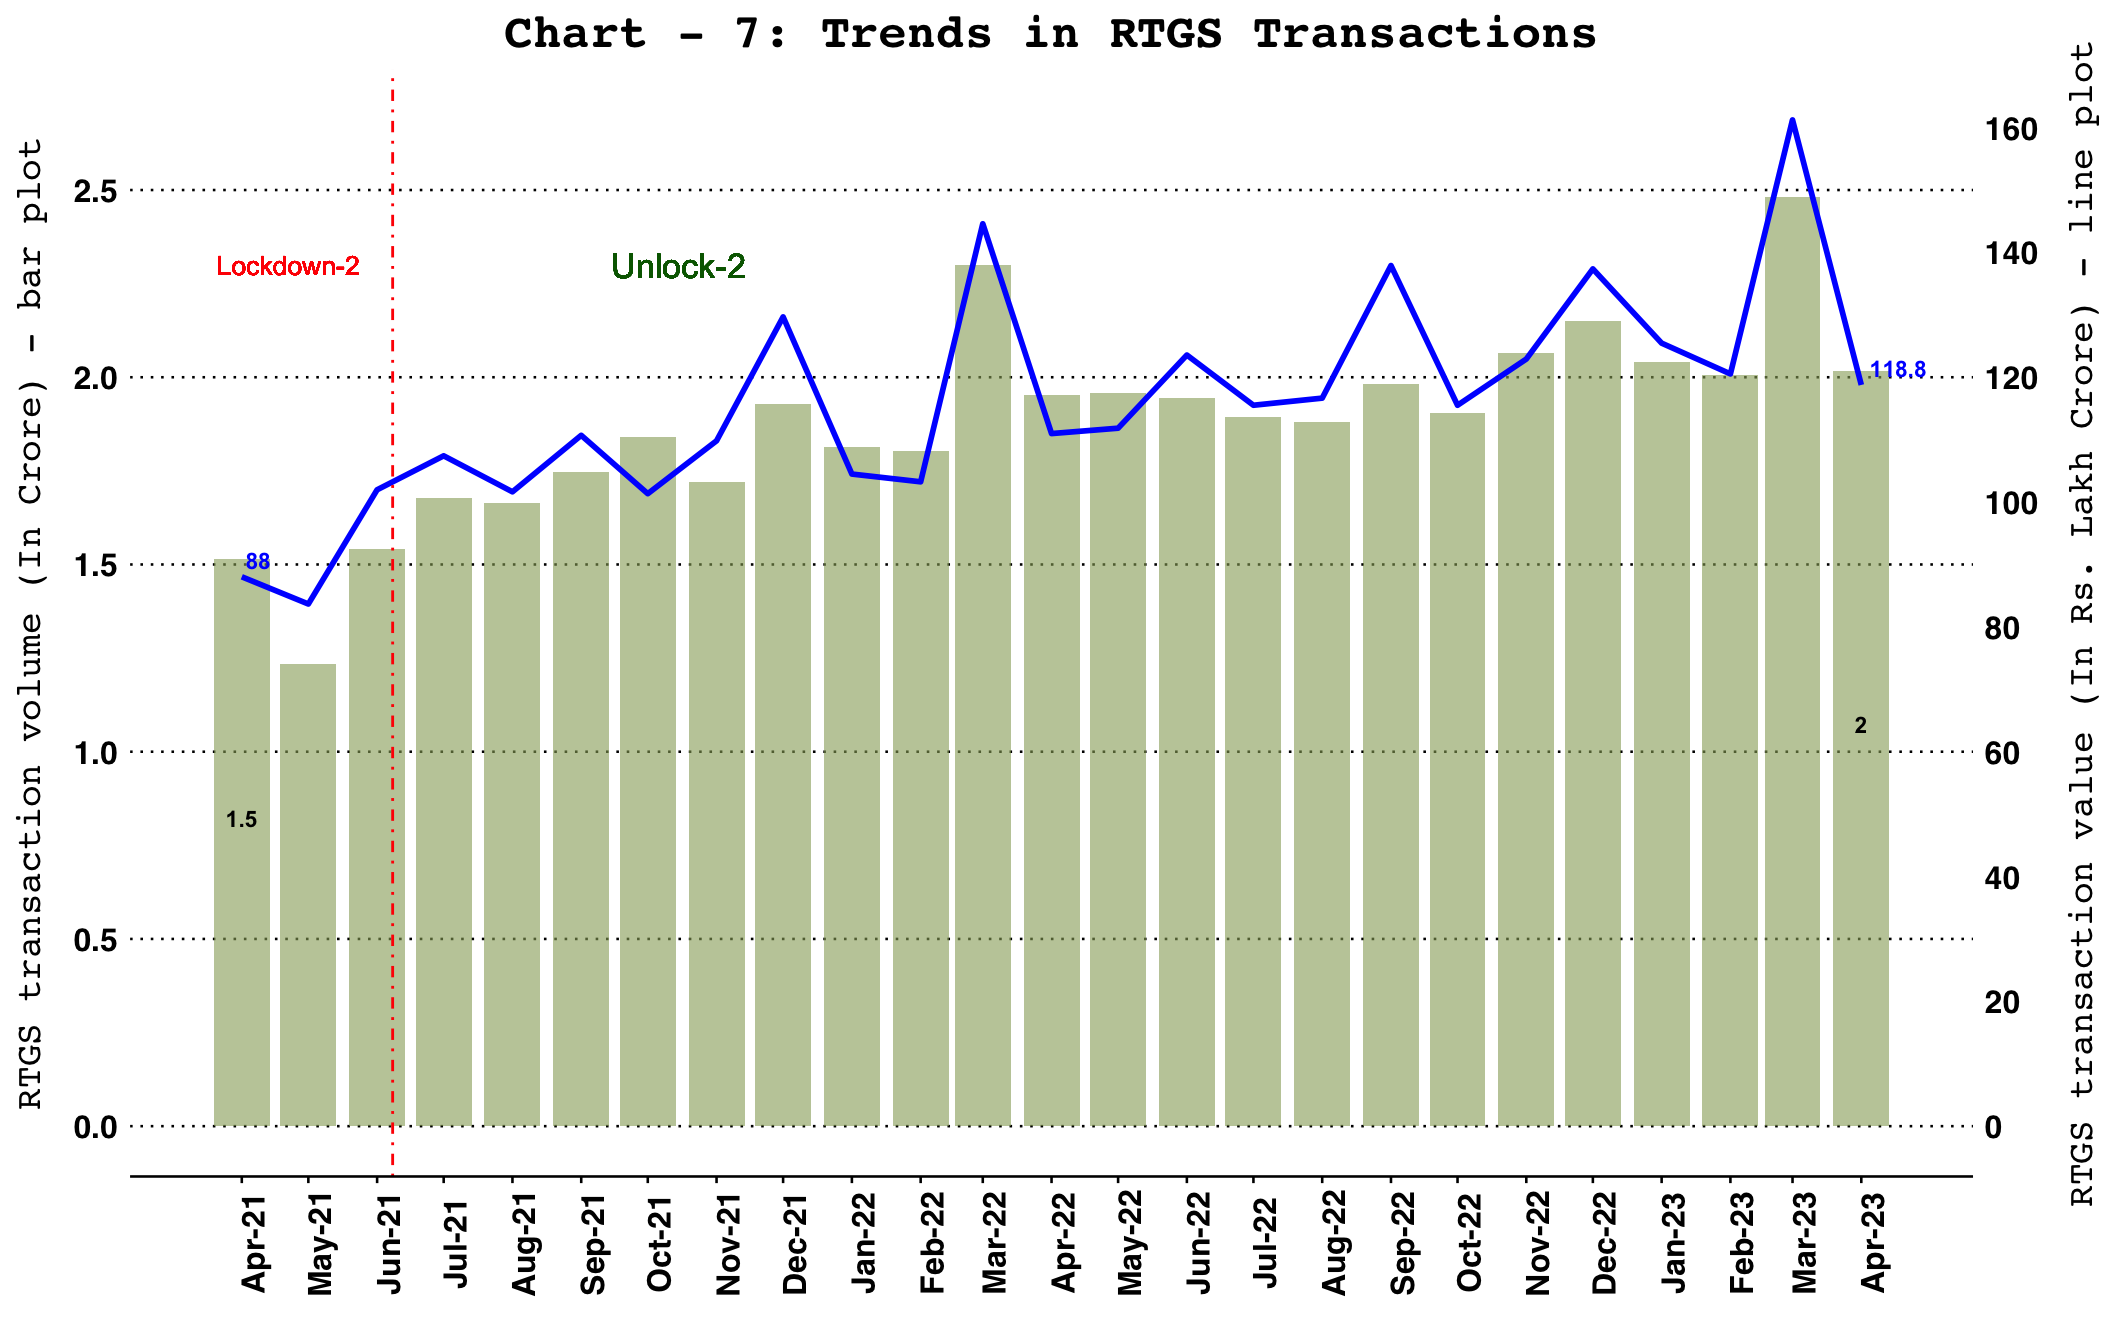 Chart - 7: Trends in RTGS Transactions
RTGS transaction volume (In Crore) - bar plot
2.5
2.0
1.5
1.0
0.5
0.0
Lockdown-2
Unlock-2
88
118.8
1.5
2
160
140
120
100
80
60
40
20
0
RTGS transaction value (In Rs. Lakh Crore) - line plot
Apr-21
May-21
Jun-21
Jul-21
Aug-21
Sep-21
Oct-21
Nov-21
Dec-21
Jan-22
Feb-22
Mar-22
Apr-22
May-22
Jun-22
Jul-22
Aug-22
Sep-22
Oct-22
Nov-22
Dec-22
Jan-23
Feb-23
Mar-23
Apr-23